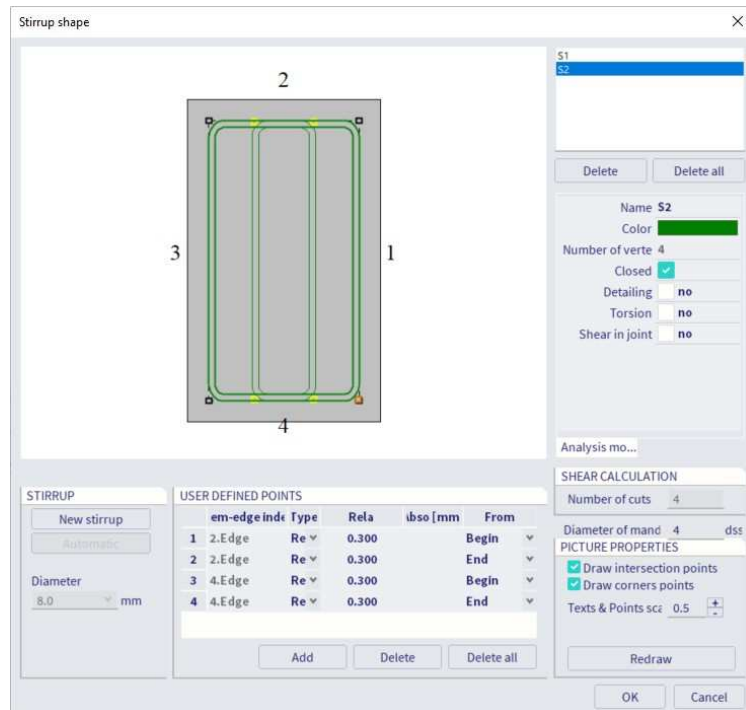 Stirrup shape
2
3
1
4
S1
S2
Delete
Delete all
Name S2
Color
Number of verte 4
Closed
Detailing no
Torsion no
Shear in joint no
Analysis mo...
STIRRUP
New stirrup
Automatic
Diameter
8.0 mm
USER DEFINED POINTS
em-edge inde Type Rela abso [mm From
1 2.Edge Re 0.300 Begin
2 2.Edge Re 0.300 End
3 4.Edge Re 0.300 Begin
4 4.Edge Re 0.300 End
Add Delete Delete all
SHEAR CALCULATION
Number of cuts 4
Diameter of mand 4 dss
PICTURE PROPERTIES
Draw intersection points
Draw corners points
Texts & Points sca 0.5 + -
Redraw
OK Cancel